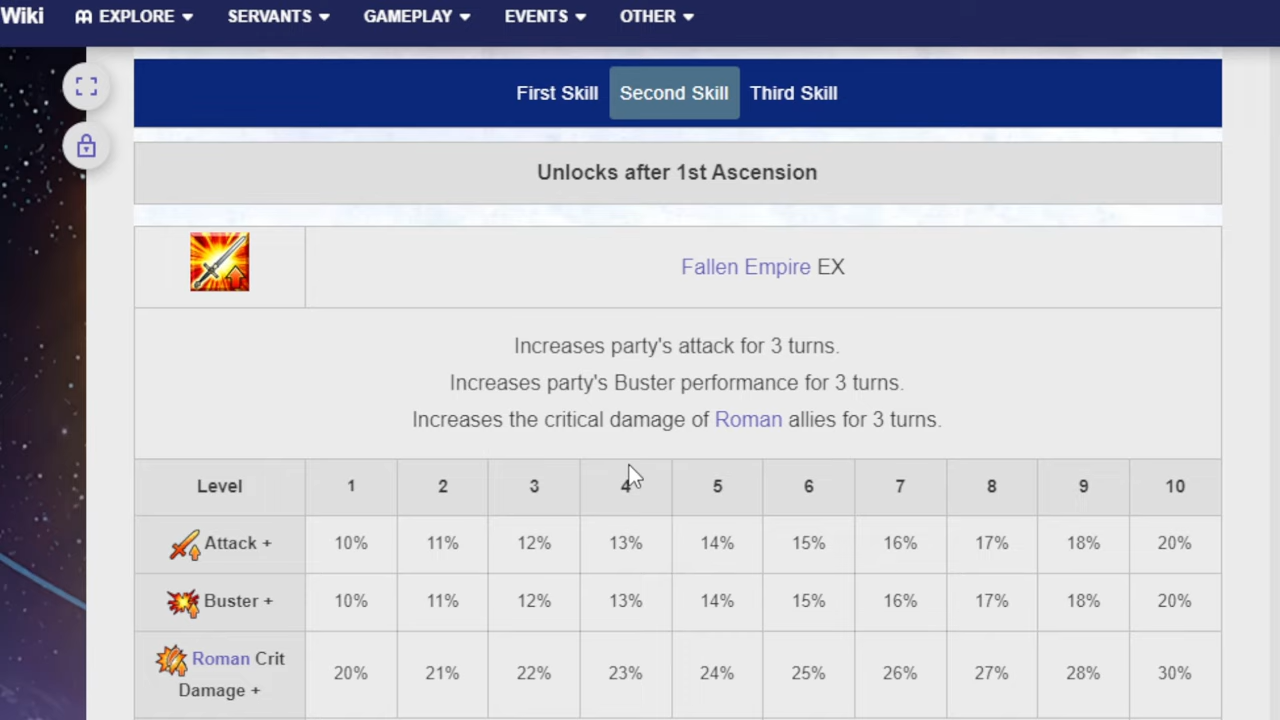 Wiki EXPLORE SERVANTS GAMEPLAY EVENTS OTHER
First Skill Second Skill Third Skill
Unlocks after 1st Ascension
Fallen Empire EX
Increases party's attack for 3 turns.
Increases party's Buster performance for 3 turns.
Increases the critical damage of Roman allies for 3 turns.
Level 1 2 3 4 5 6 7 8 9 10
Attack + 10% 11% 12% 13% 14% 15% 16% 17% 18% 20%
Buster + 10% 11% 12% 13% 14% 15% 16% 17% 18% 20%
Roman Crit
Damage + 20% 21% 22% 23% 24% 25% 26% 27% 28% 30%